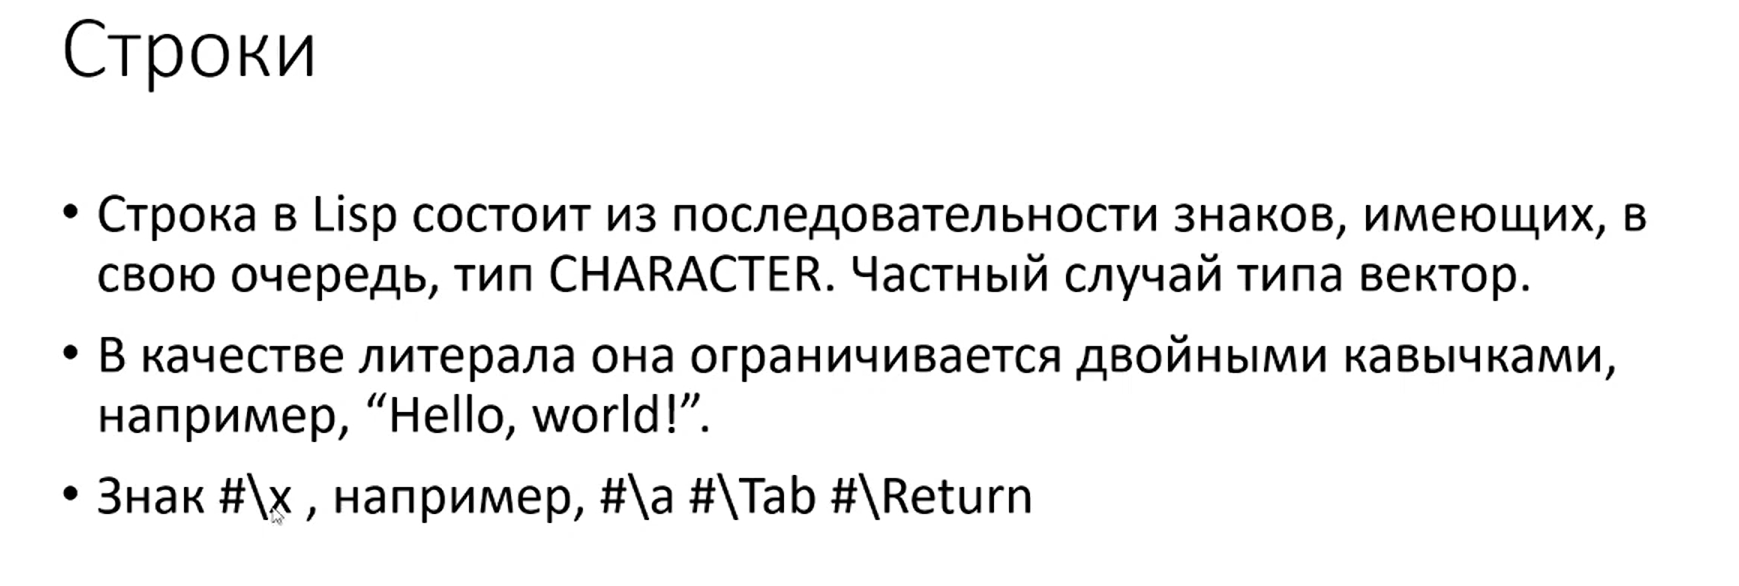 Строки
• Строка в Lisp состоит из последовательности знаков, имеющих, в
свою очередь, тип CHARACTER. Частный случай типа вектор.
• В качестве литерала она ограничивается двойными кавычками,
например, “Hello, world!”.
• Знак #\x , например, #\a #\Tab #\Return